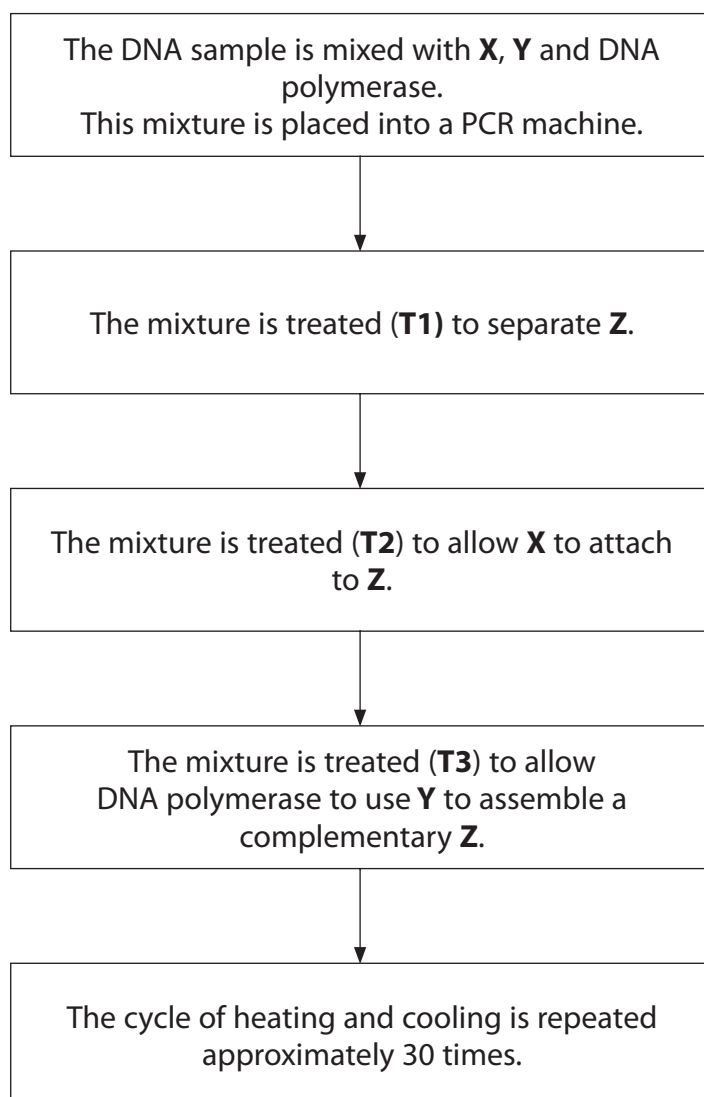 The DNA sample is mixed with X, Y and DNA
polymerase.
This mixture is placed into a PCR machine.
The mixture is treated (T1) to separate Z.
The mixture is treated (T2) to allow X to attach
to Z.
The mixture is treated (T3) to allow
DNA polymerase to use Y to assemble a
complementary Z.
The cycle of heating and cooling is repeated
approximately 30 times.